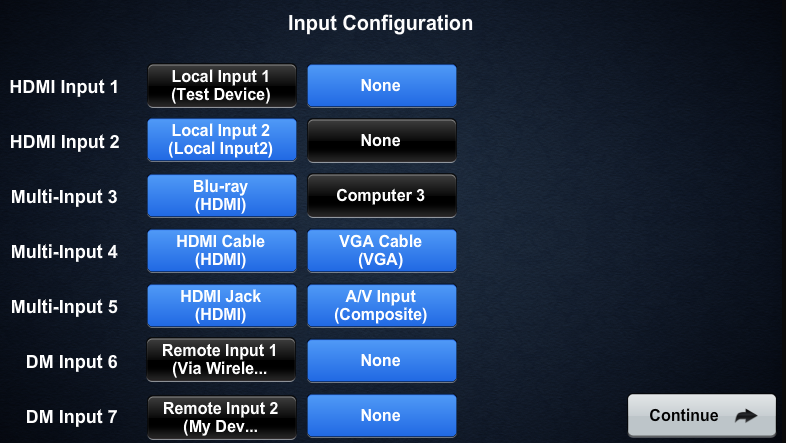 Input Configuration
HDMI Input 1
Local Input 1
(Test Device)
None
HDMI Input 2
Local Input 2
(Local Input2)
None
Multi-Input 3
Blu-ray
(HDMI)
Computer 3
Multi-Input 4
HDMI Cable
(HDMI)
VGA Cable
(VGA)
Multi-Input 5
HDMI Jack
(HDMI)
A/V Input
(Composite)
DM Input 6
Remote Input 1
(Via Wirele...
None
DM Input 7
Remote Input 2
(My Dev...
None
Continue